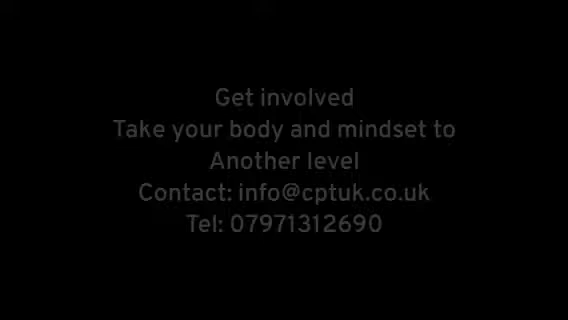 Get involved
Take your body and mindset to
Another level
Contact: info@cptuk.co.uk
Tel: 07971312690